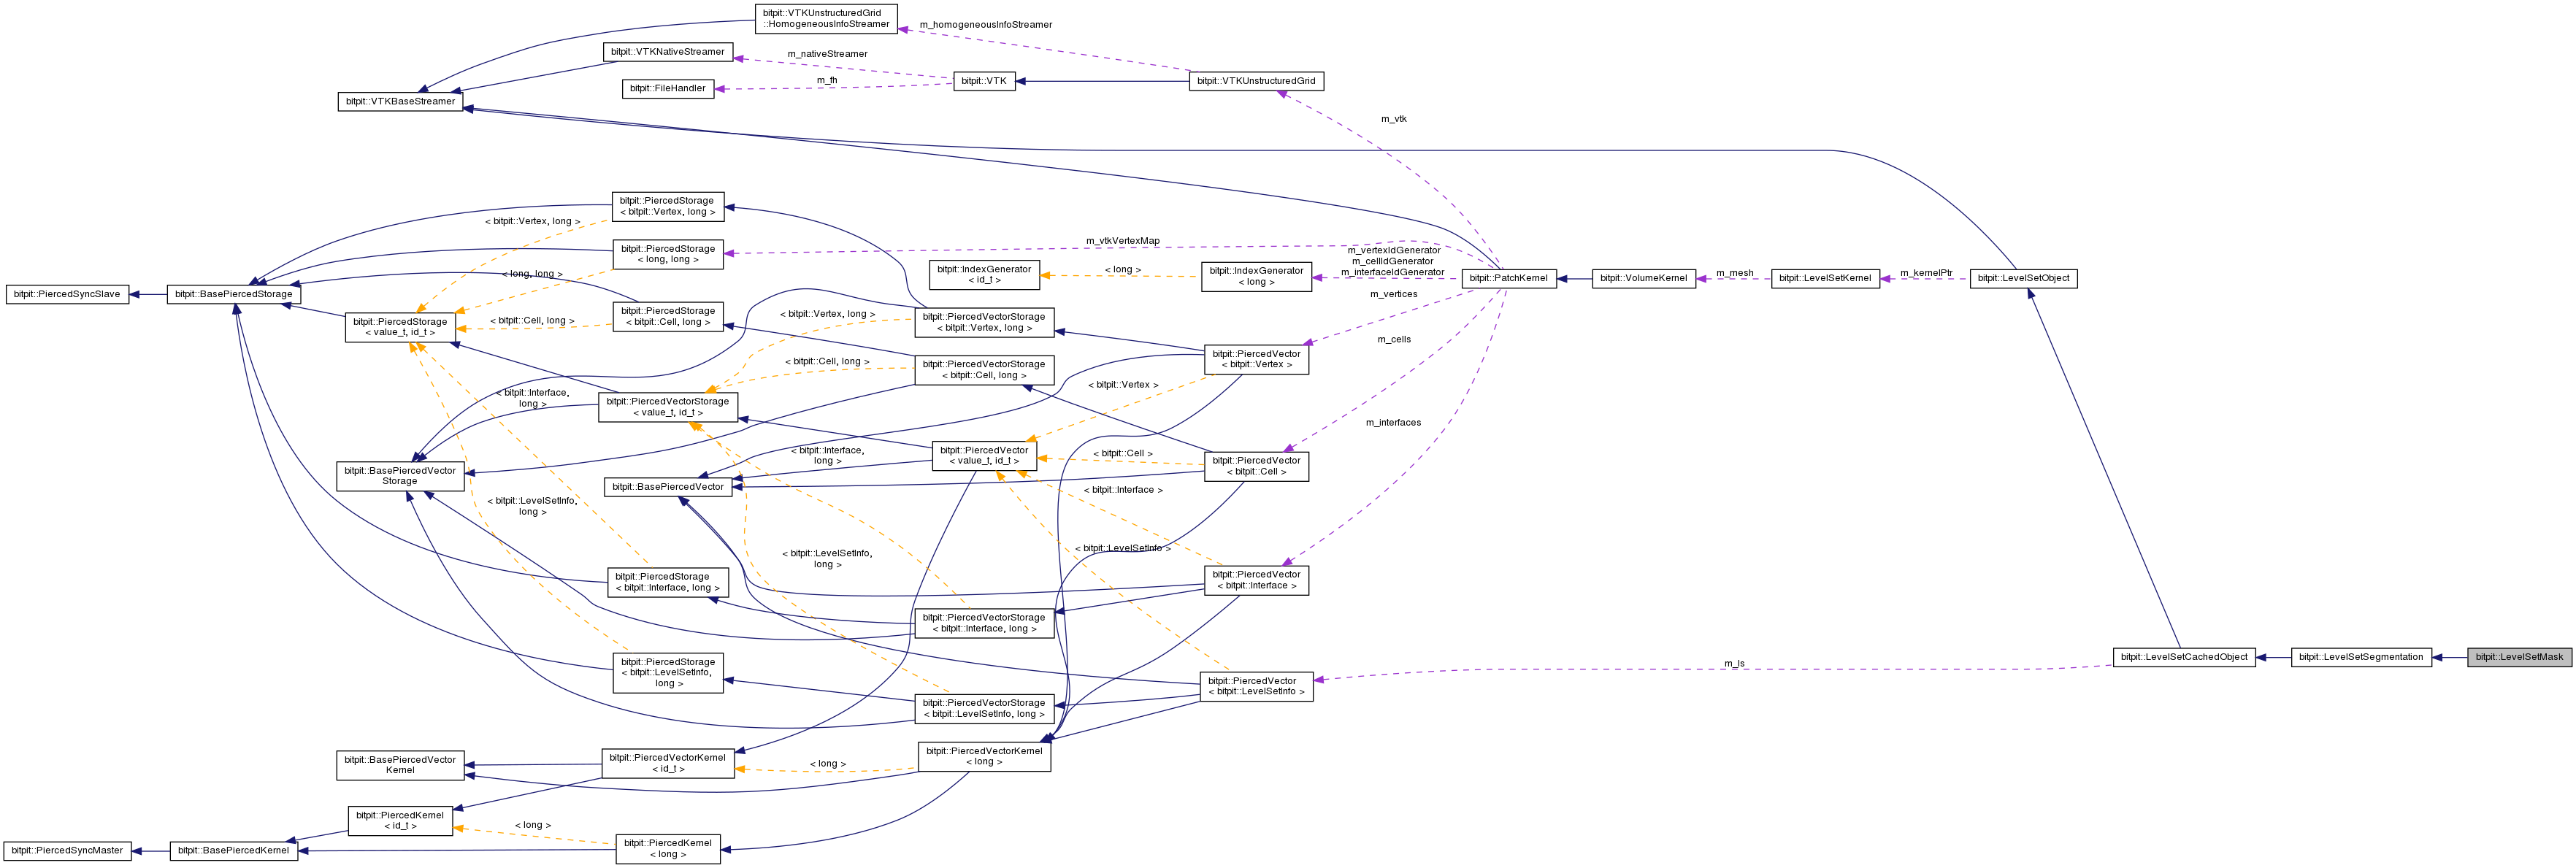 bitpit::VTKUnstructuredGrid
::HomogeneousInfoStreamer
m_homogeneousInfoStreamer
bitpit::VTKNativeStreamer
m_nativeStreamer
bitpit::FileHandler
m_fh
bitpit::VTK
bitpit::VTKUnstructuredGrid
bitpit::VTKBaseStreamer
m_vtk
bitpit::PiercedStorage
< bitpit::Vertex, long >
< bitpit::Vertex, long >
bitpit::PiercedStorage
< long, long >
< long, long >
m_vtkVertexMap
m_vertexIdGenerator
m_cellIdGenerator
m_interfaceIdGenerator
bitpit::IndexGenerator
< id_t >
< long >
bitpit::IndexGenerator
< long >
bitpit::PatchKernel
bitpit::VolumeKernel
m_mesh
bitpit::LevelSetKernel
m_kernelPtr
bitpit::LevelSetObject
bitpit::PiercedSyncSlave
bitpit::BasePiercedStorage
bitpit::PiercedStorage
< value_t, id_t >
< bitpit::Cell, long >
bitpit::PiercedStorage
< bitpit::Cell, long >
< bitpit::Vertex, long >
bitpit::PiercedVectorStorage
< bitpit::Vertex, long >
m_vertices
bitpit::PiercedVector
< bitpit::Vertex >
m_cells
< bitpit::Cell, long >
bitpit::PiercedVectorStorage
< bitpit::Cell, long >
< bitpit::Vertex >
< bitpit::Interface,
long >
bitpit::PiercedVectorStorage
< value_t, id_t >
m_interfaces
< bitpit::Interface,
long >
bitpit::PiercedVector
< value_t, id_t >
< bitpit::Cell >
bitpit::PiercedVector
< bitpit::Cell >
bitpit::BasePiercedVector
Storage
bitpit::BasePiercedVector
< bitpit::Interface >
< bitpit::LevelSetInfo,
long >
< bitpit::LevelSetInfo,
long >
< bitpit::LevelSetInfo >
bitpit::PiercedStorage
< bitpit::Interface, long >
bitpit::PiercedVector
< bitpit::Interface >
bitpit::PiercedVectorStorage
< bitpit::Interface, long >
bitpit::PiercedStorage
< bitpit::LevelSetInfo,
long >
m_ls
bitpit::LevelSetCachedObject
bitpit::LevelSetSegmentation
bitpit::LevelSetMask
bitpit::PiercedVector
< bitpit::LevelSetInfo >
bitpit::PiercedVectorStorage
< bitpit::LevelSetInfo, long >
bitpit::BasePiercedVector
Kernel
bitpit::PiercedVectorKernel
< id_t >
< long >
bitpit::PiercedVectorKernel
< long >
bitpit::PiercedKernel
< id_t >
< long >
bitpit::PiercedSyncMaster
bitpit::BasePiercedKernel
bitpit::PiercedKernel
< long >